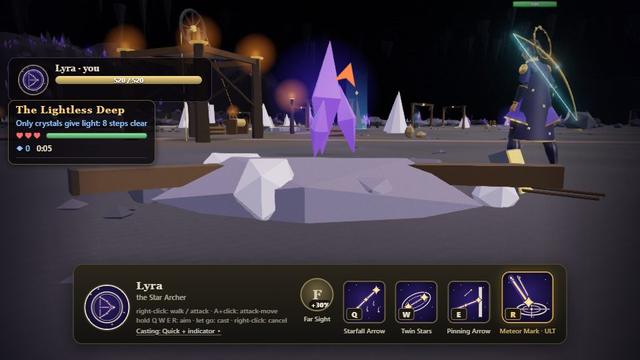 Lyra · you
520 / 520
The Lightless Deep
Only crystals give light: 8 steps clear
0 0:05
Lyra
the Star Archer
right-click: walk / attack · A+click: attack-move
hold Q W E R: aim · let go: cast · right-click: cancel
Casting: Quick + indicator
F
+30%
Far Sight
Q
Starfall Arrow
W
Twin Stars
E
Pinning Arrow
R
Meteor Mark · ULT